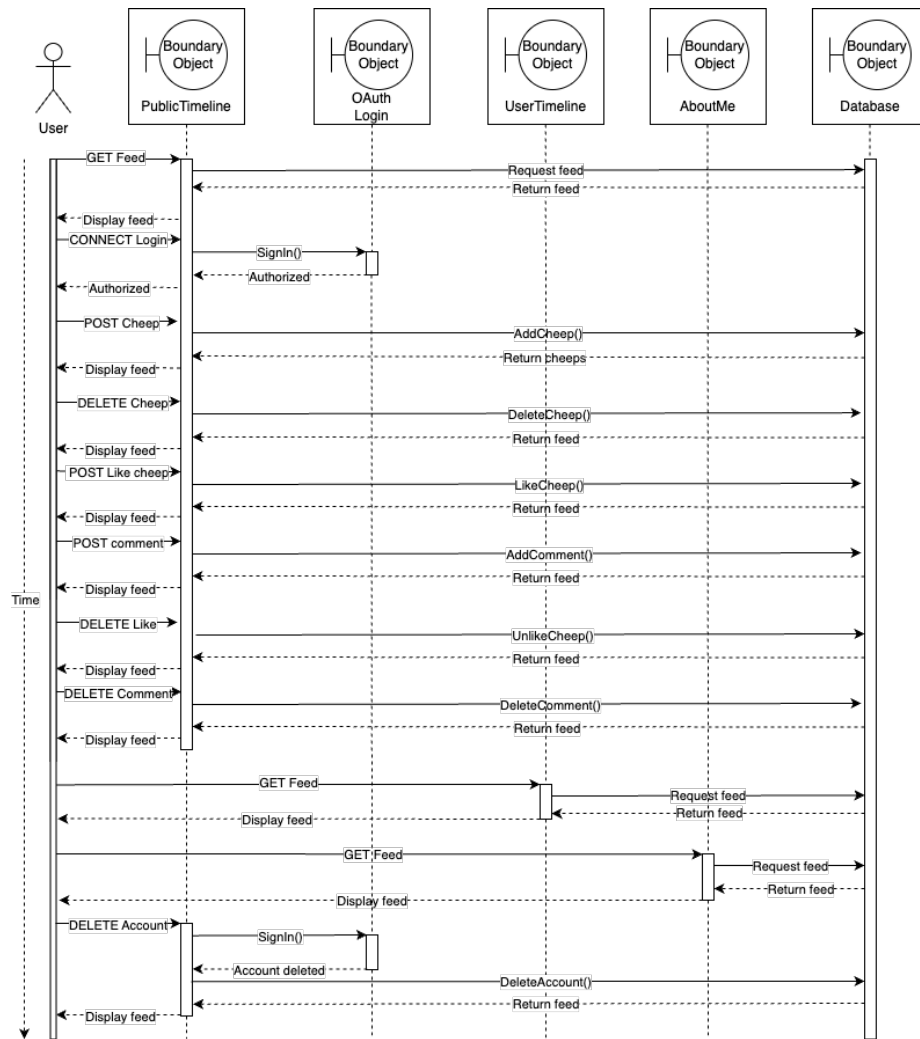 Boundary
Object
PublicTimeline
Boundary
Object
OAuth
Login
Boundary
Object
UserTimeline
Boundary
Object
AboutMe
Boundary
Object
Database
User
GET Feed
Request feed
Return feed
Display feed
CONNECT Login
SignIn()
Authorized
Authorized
POST Cheep
AddCheep()
Return cheeps
Display feed
DELETE Cheep
DeleteCheep()
Return feed
Display feed
POST Like cheep
LikeCheep()
Return feed
Display feed
POST comment
AddComment()
Return feed
Display feed
Time
DELETE Like
UnlikeCheep()
Return feed
Display feed
DELETE Comment
DeleteComment()
Return feed
Display feed
GET Feed
Request feed
Return feed
Display feed
GET Feed
Request feed
Return feed
Display feed
DELETE Account
SignIn()
Account deleted
DeleteAccount()
Return feed
Display feed